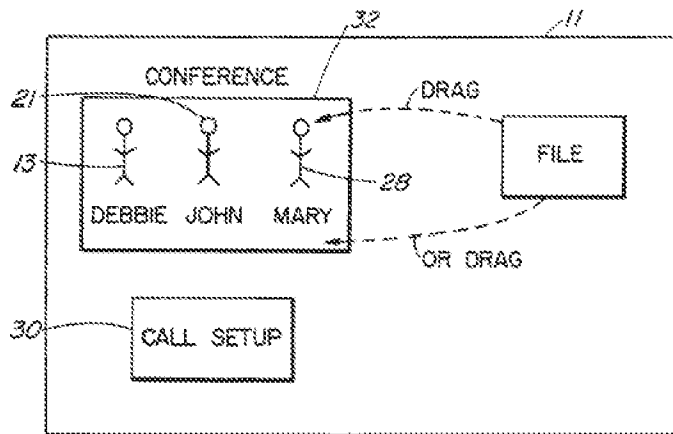 11
32
CONFERENCE
21
DRAG
FILE
13
28
DEBBIE JOHN MARY
OR DRAG
30
CALL SETUP